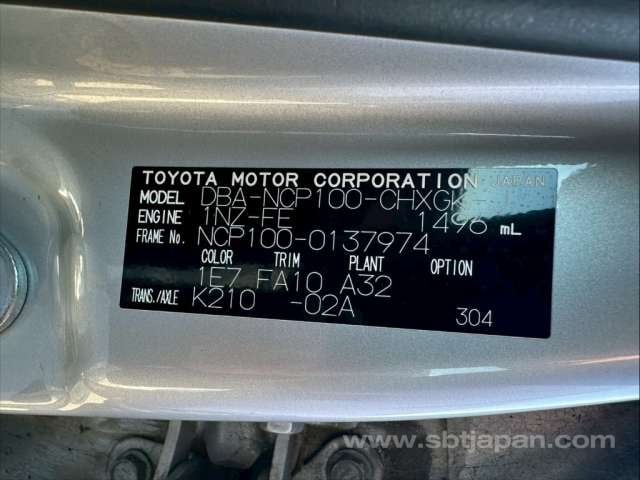 TOYOTA MOTOR CORPORATION JAPAN
MODEL DBA-NCP100-CHXGK
ENGINE 1NZ-FE 1496 mL
FRAME No. NCP100-0137974
COLOR TRIM PLANT OPTION
1E7 FA10 A32
TRANS./AXLE K210 -02A
304
www.sbtjapan.com